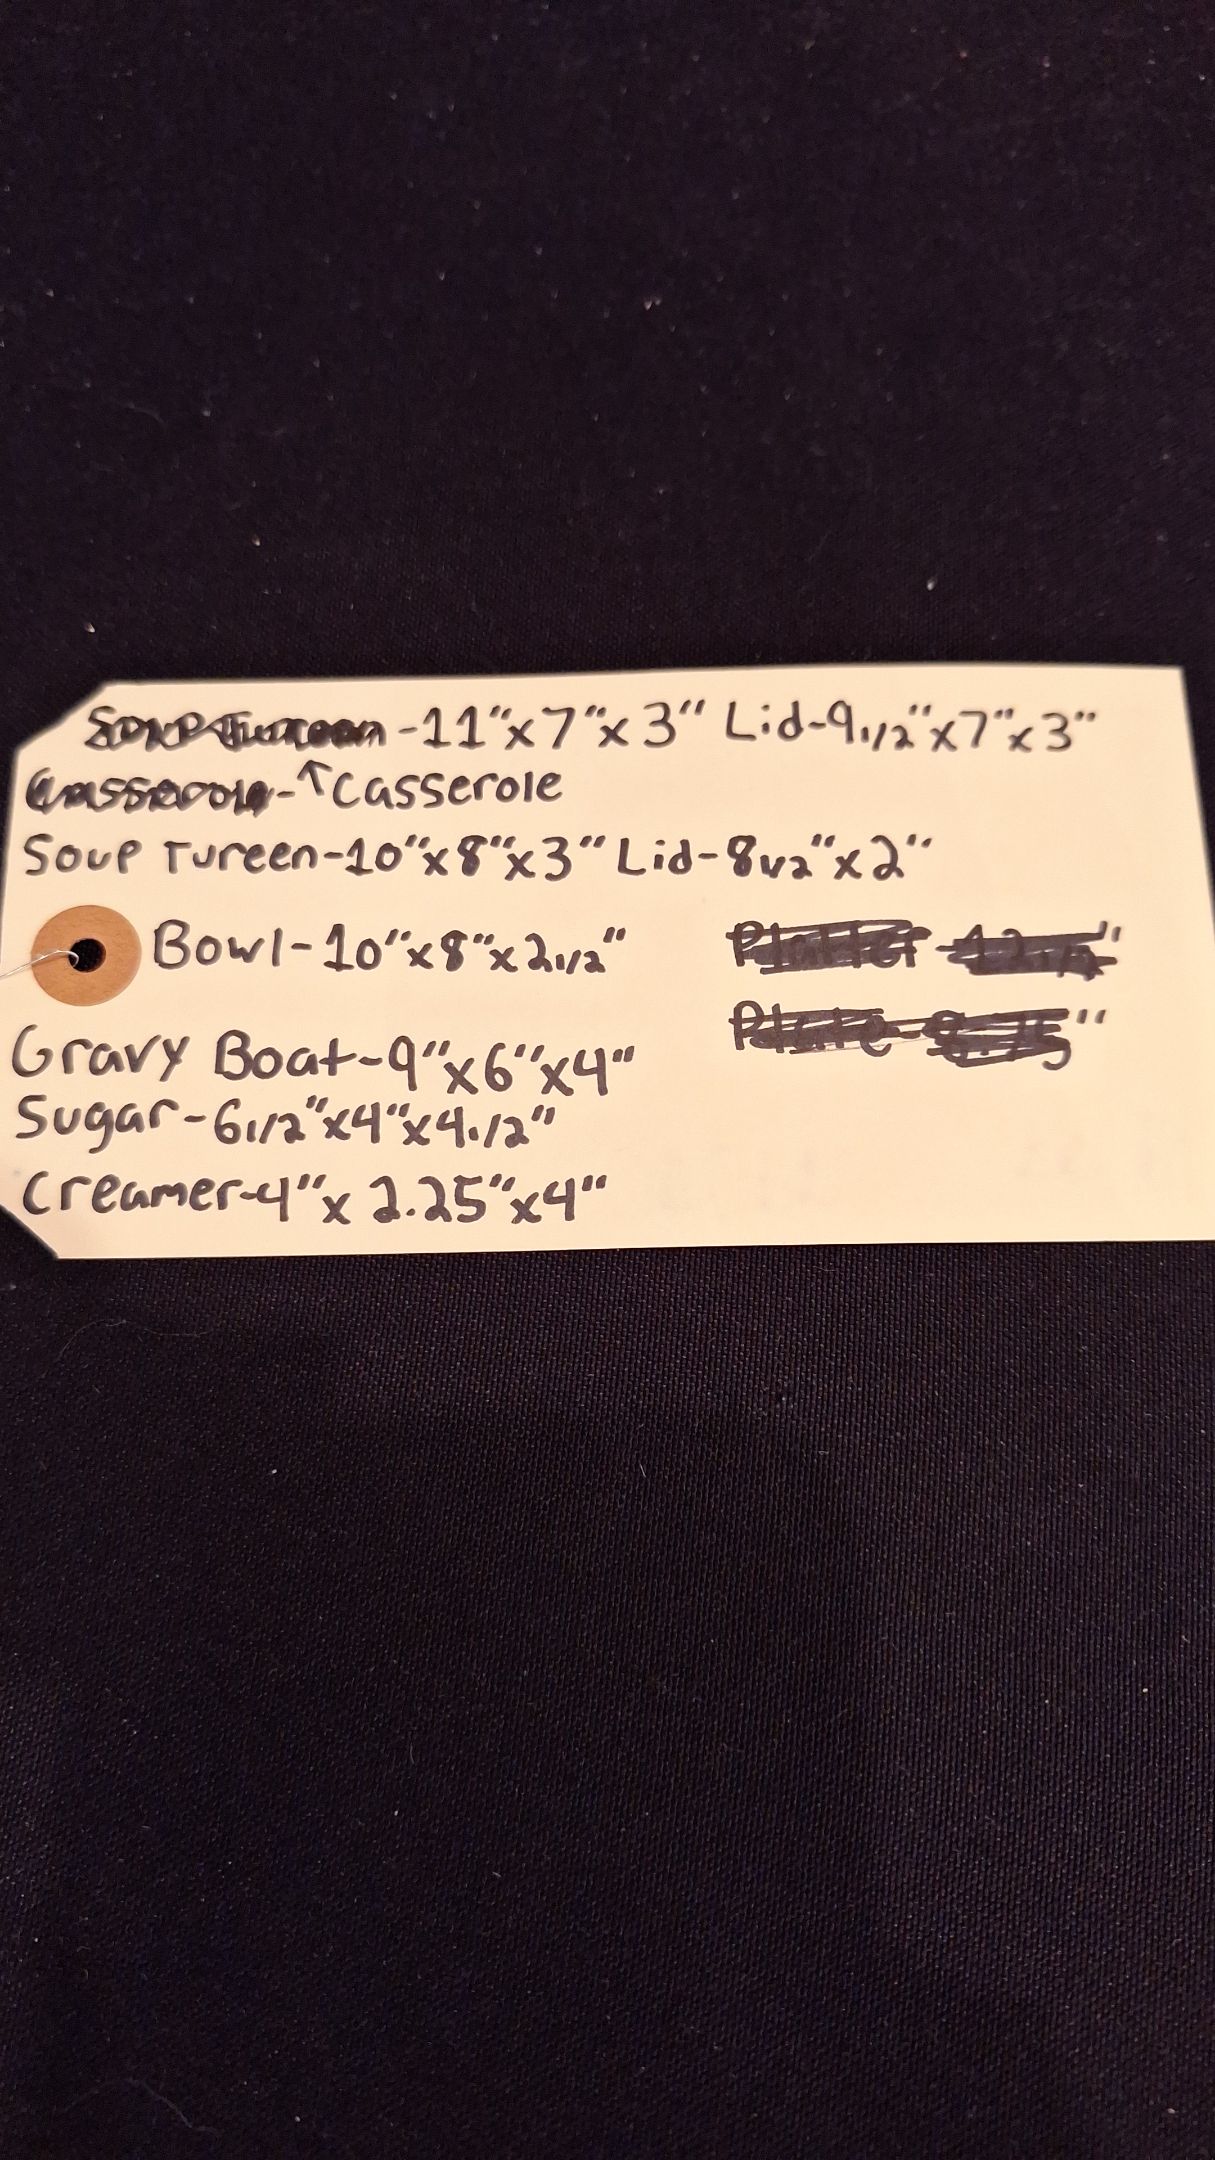 -11"x7"x3" Lid-9 1/2"x7"x3"
-↑Casserole
Soup Tureen-10"x8"x3" Lid-8 1/2"x2"
Bowl-10"x8"x2 1/2"
Gravy Boat-9"x6"x4"
Sugar-6 1/2"x4"x4 1/2"
Creamer-4"x 2.25"x4"